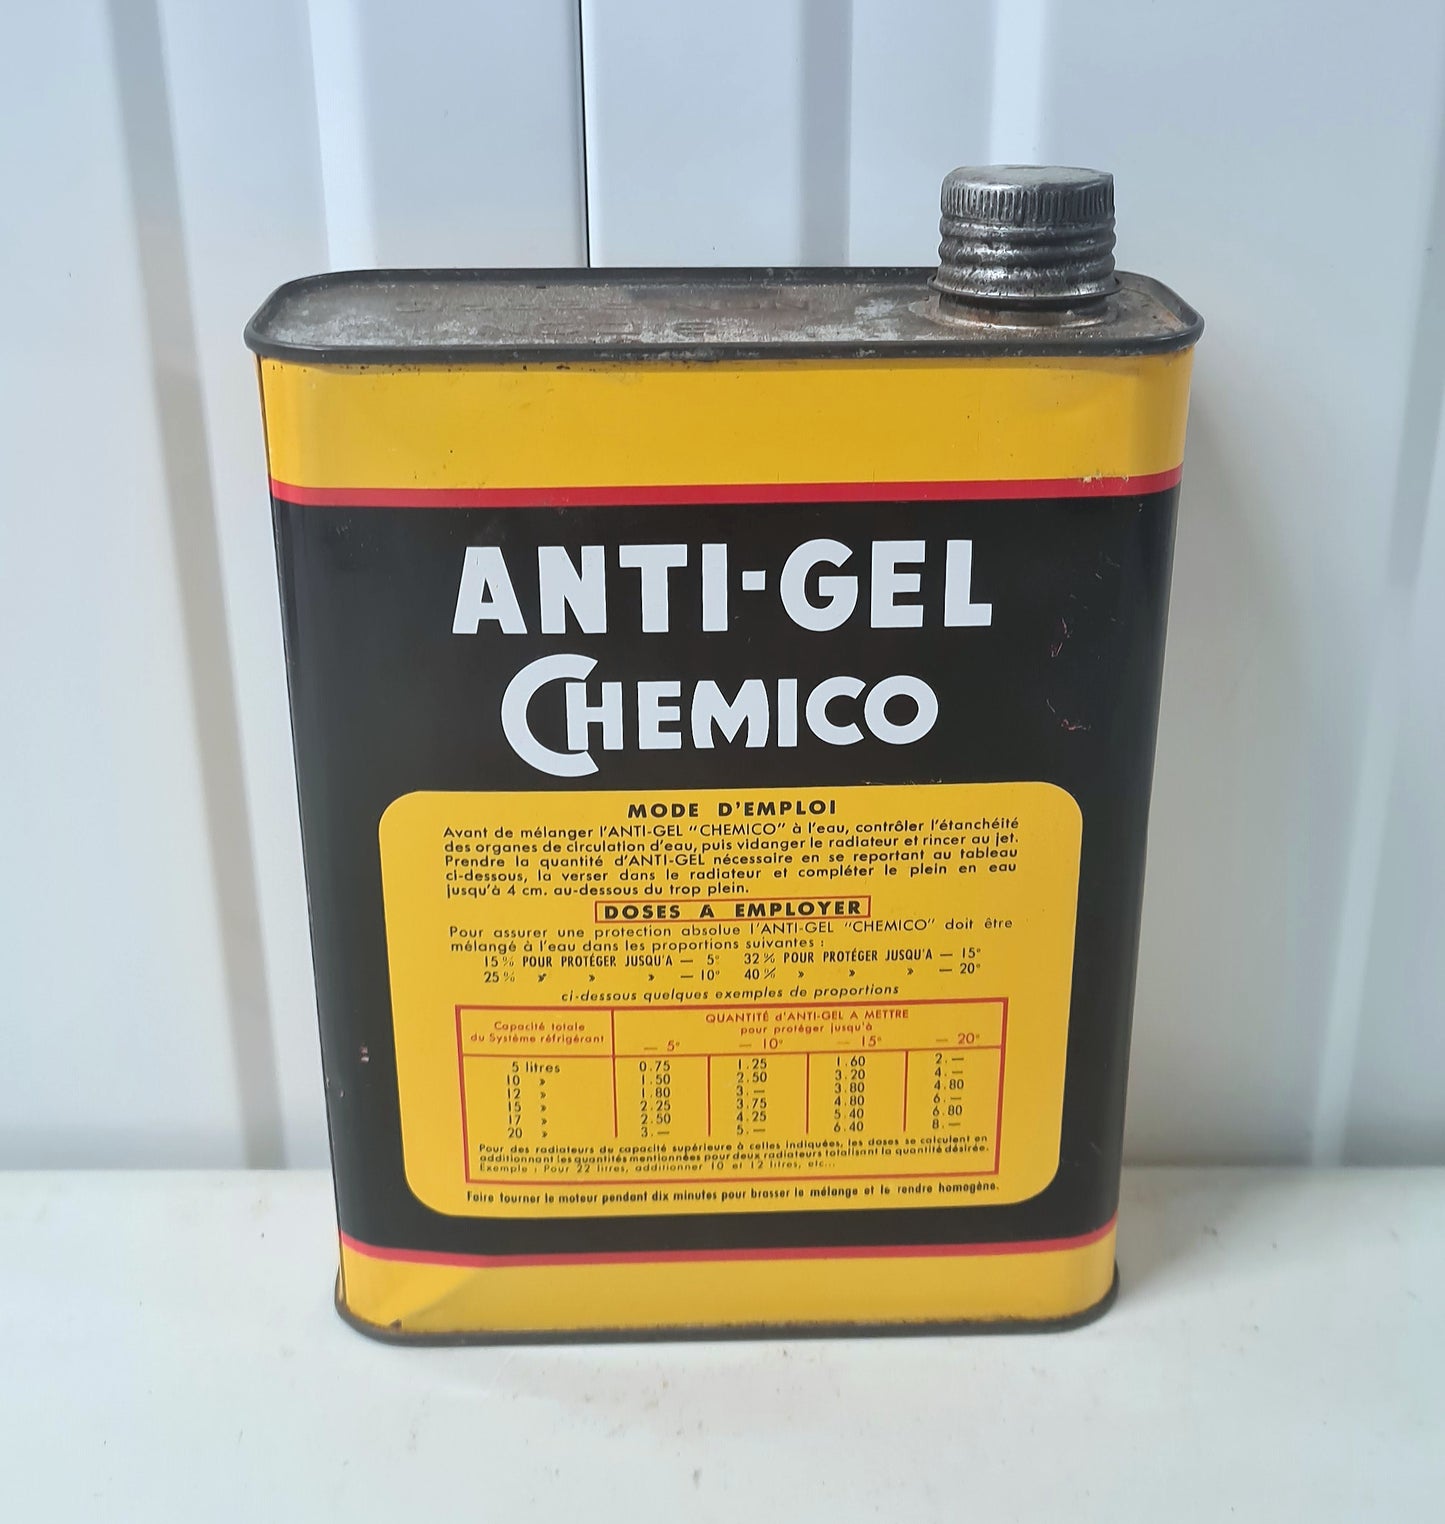 ANTI-GEL
CHEMICO
MODE D'EMPLOI
Avant de mélanger l'ANTI-GEL "CHEMICO" à l'eau, contrôler l'étanchéité
des organes de circulation d'eau, puis vidanger le radiateur et rincer au jet.
Prendre la quantité d'ANTI-GEL nécessaire en se reportant au tableau
ci-dessous, la verser dans le radiateur et compléter le plein en eau
jusqu'à 4 cm. au-dessous du trop plein.
DOSES A EMPLOYER
Pour assurer une protection absolue l'ANTI-GEL "CHEMICO" doit être
mélangé à l'eau dans les proportions suivantes :
15 % POUR PROTÉGER JUSQU'A — 5° 32 % POUR PROTÉGER JUSQU'A — 15°
25 % » » » — 10° 40 % » » » — 20°
ci-dessous quelques exemples de proportions
Capacité totale
du Système réfrigérant
QUANTITÉ d'ANTI-GEL A METTRE
pour protéger jusqu'à
— 5° — 10° — 15° — 20°
5 litres 0.75 1.25 1.60 2.—
10 » 1.50 2.50 3.20 4.—
12 » 1.80 3.— 3.80 4.80
15 » 2.25 3.75 4.80 6.—
17 » 2.50 4.25 5.40 6.80
20 » 3.— 5.— 6.40 8.—
Pour des radiateurs de capacité supérieure à celles indiquées, les doses se calculent en
additionnant les quantités mentionnées pour deux radiateurs totalisant la quantité désirée.
Exemple : Pour 22 litres, additionner 10 et 12 litres, etc...
Faire tourner le moteur pendant dix minutes pour brasser le mélange et le rendre homogène.